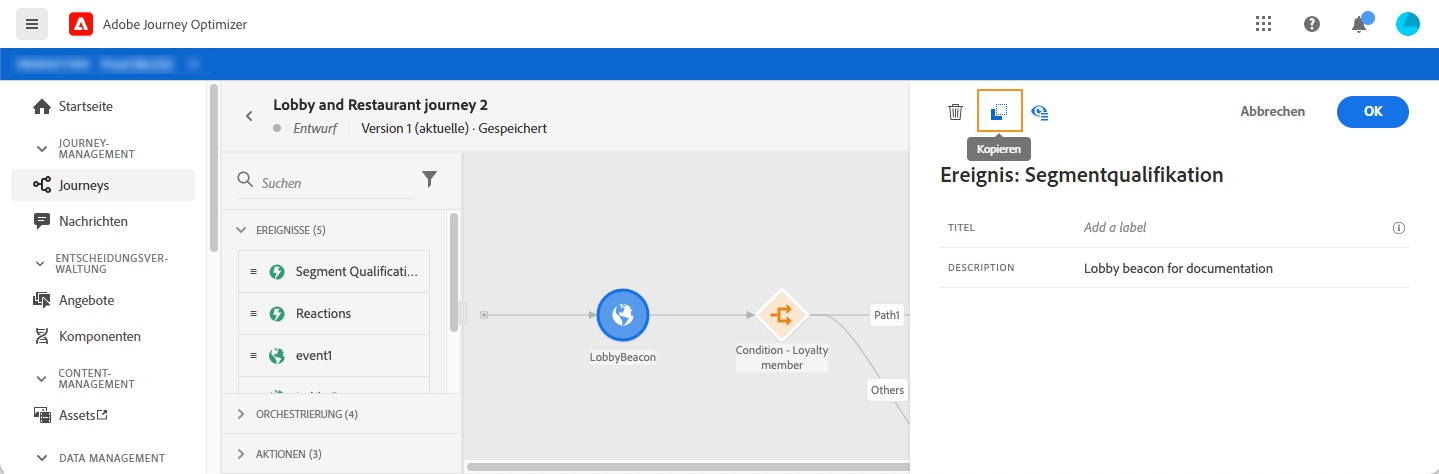 Adobe Journey Optimizer
Startseite
JOURNEY-
MANAGEMENT
Journeys
Nachrichten
ENTSCHEIDUNGSVER-
WALTUNG
Angebote
Komponenten
CONTENT-
MANAGEMENT
Assets
DATA MANAGEMENT
Lobby and Restaurant journey 2
Entwurf Version 1 (aktuelle) · Gespeichert
Suchen
EREIGNISSE (5)
Segment Qualificati...
Reactions
event1
ORCHESTRIERUNG (4)
AKTIONEN (3)
LobbyBeacon
Condition - Loyalty
member
Path1
Others
Kopieren
Abbrechen
OK
Ereignis: Segmentqualifikation
TITEL Add a label
DESCRIPTION Lobby beacon for documentation